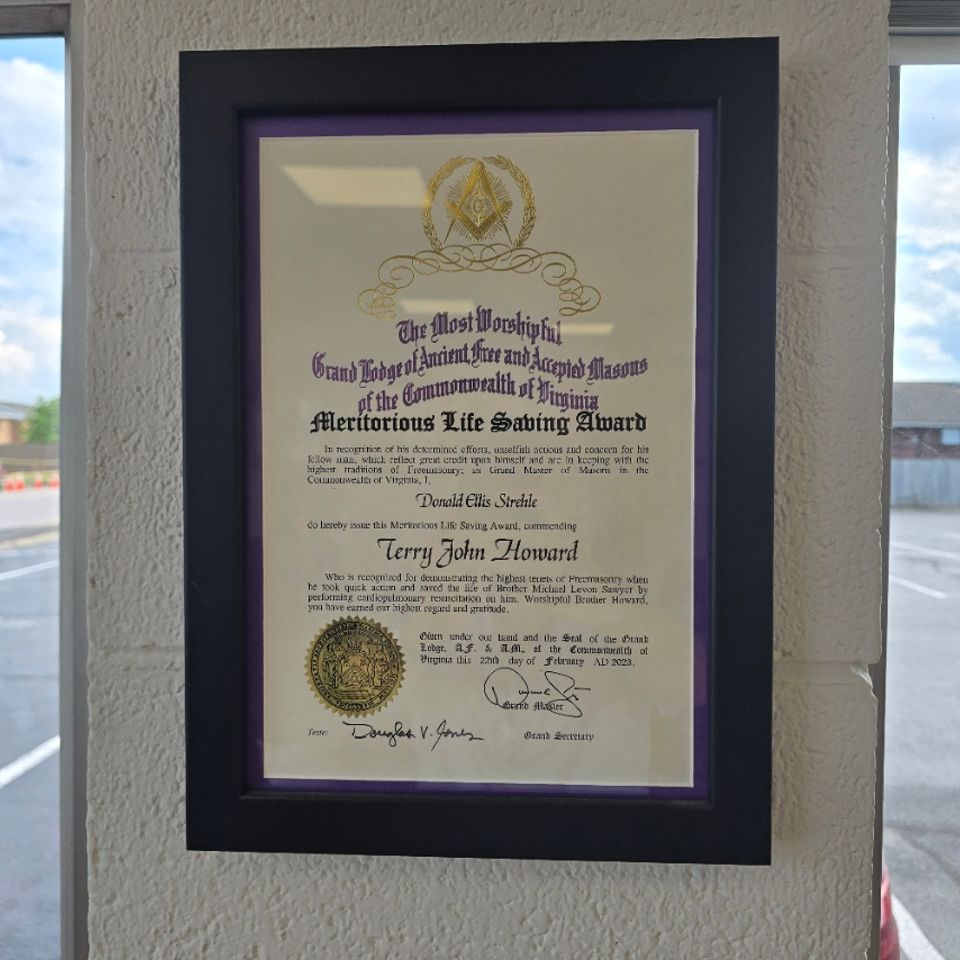 G
The Most Worshipful
Grand Lodge of Ancient, Free and Accepted Masons
of the Commonwealth of Virginia
Meritorious Life Saving Award
In recognition of his determined efforts, unselfish actions and concern for his
fellow man, which reflect great credit upon himself and are in keeping with the
highest traditions of Freemasonry; as Grand Master of Masons in the
Commonwealth of Virginia, I,
Donald Ellis Strehle
do hereby issue this Meritorious Life Saving Award, commending
Terry John Howard
Who is recognized for demonstrating the highest tenets of Freemasonry when
he took quick action and saved the life of Brother Michael Levon Sawyer by
performing cardiopulmonary resuscitation on him. Worshipful Brother Howard,
you have earned our highest regard and gratitude.
Given under our hand and the Seal of the Grand
Lodge, A.F. & A.M., of the Commonwealth of
Virginia this 22th day of February AD 2023.
Grand Master
Teste: Douglas V. Jones Grand Secretary